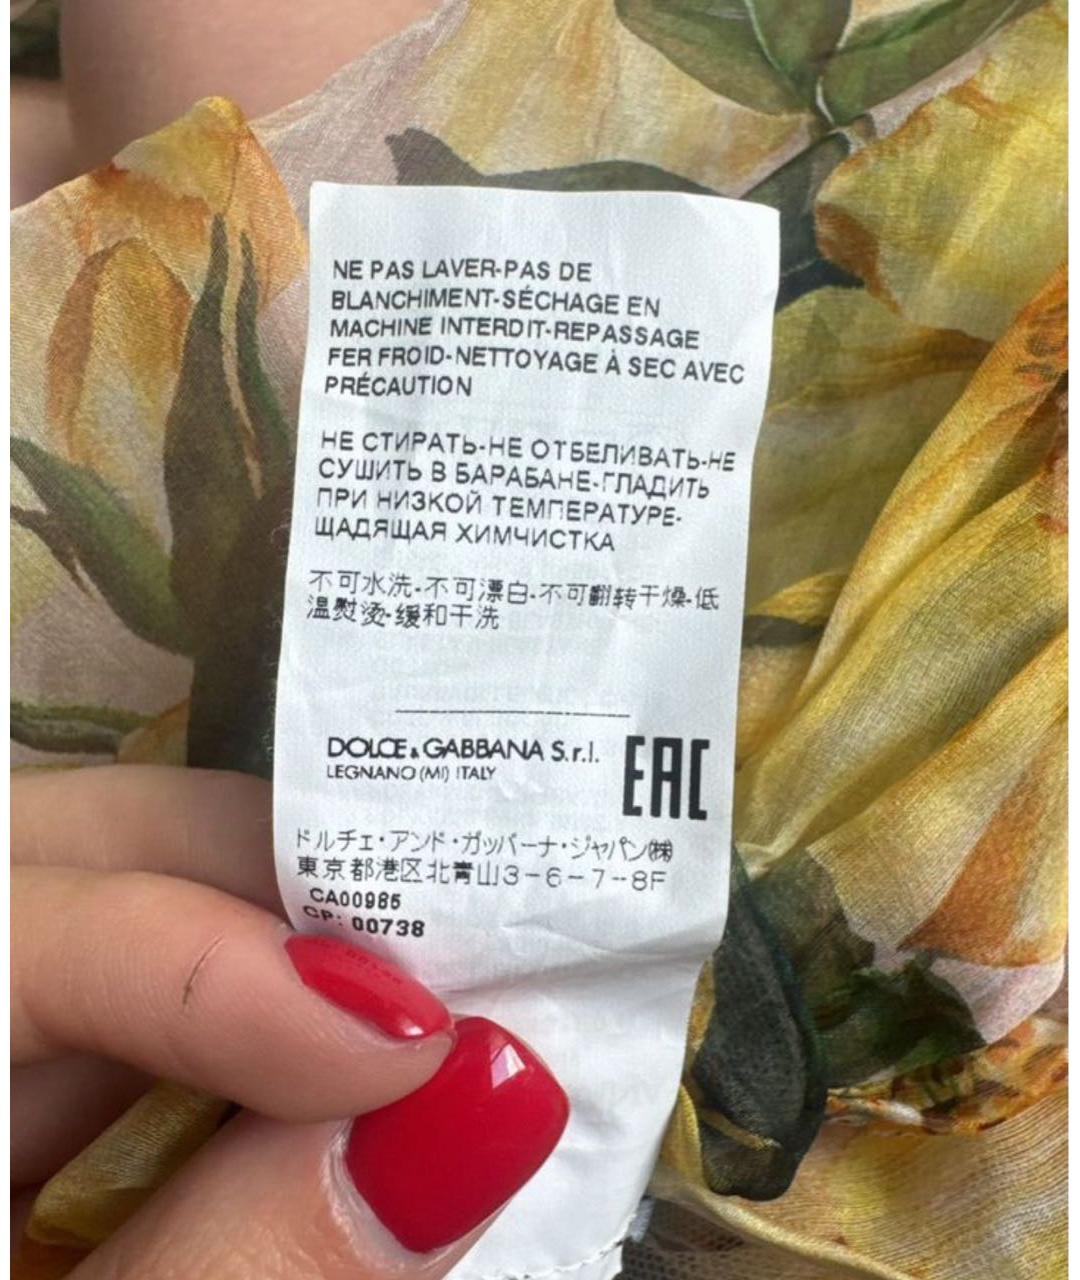 NE PAS LAVER-PAS DE
BLANCHIMENT-SÉCHAGE EN
MACHINE INTERDIT-REPASSAGE
FER FROID-NETTOYAGE À SEC AVEC
PRÉCAUTION
НЕ СТИРАТЬ-НЕ ОТБЕЛИВАТЬ-НЕ
СУШИТЬ В БАРАБАНЕ-ГЛАДИТЬ
ПРИ НИЗКОЙ ТЕМПЕРАТУРЕ-
ЩАДЯЩАЯ ХИМЧИСТКА
不可水洗-不可漂白-不可翻转干燥-低
温熨烫-缓和干洗
DOLCE & GABBANA S.r.l.
LEGNANO (MI) ITALY
EAC
ドルチェ・アンド・ガッバーナ・ジャパン㈱
東京都港区北青山3-6-7-8F
CA00985
CP: 00738